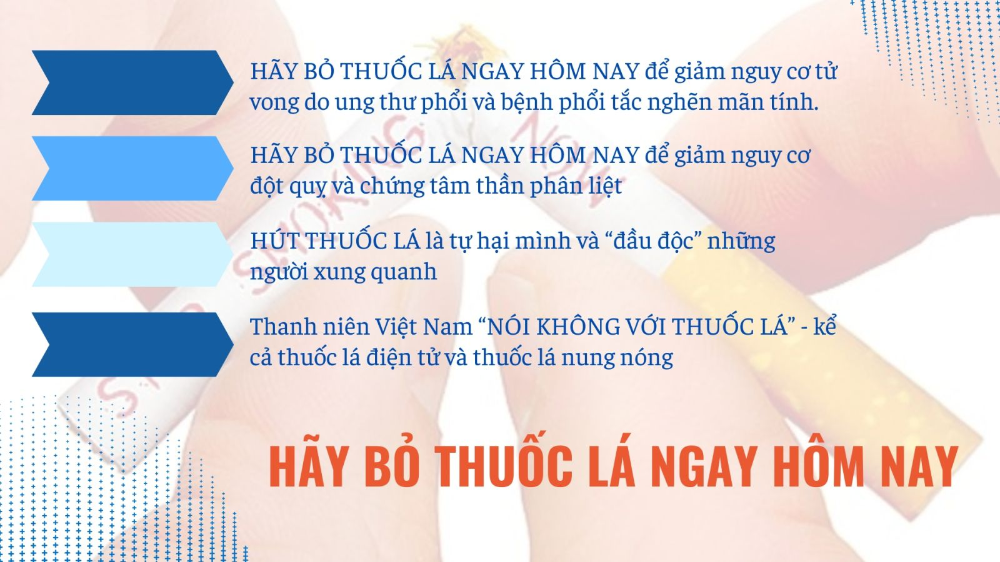 HÃY BỎ THUỐC LÁ NGAY HÔM NAY để giảm nguy cơ tử
vong do ung thư phổi và bệnh phổi tắc nghẽn mãn tính.
HÃY BỎ THUỐC LÁ NGAY HÔM NAY để giảm nguy cơ
đột quỵ và chứng tâm thần phân liệt
HÚT THUỐC LÁ là tự hại mình và “đầu độc” những
người xung quanh
Thanh niên Việt Nam “NÓI KHÔNG VỚI THUỐC LÁ” - kể
cả thuốc lá điện tử và thuốc lá nung nóng
STOP SMOKING
NOW
HÃY BỎ THUỐC LÁ NGAY HÔM NAY